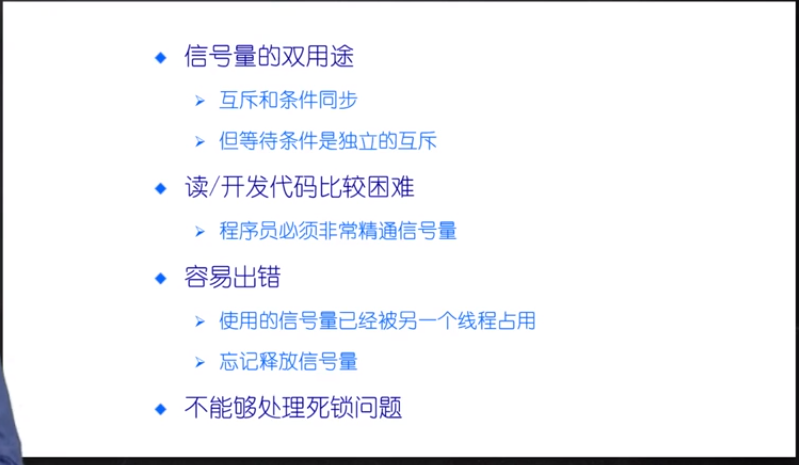 信号量的双用途
互斥和条件同步
但等待条件是独立的互斥
读/开发代码比较困难
程序员必须非常精通信号量
容易出错
使用的信号量已经被另一个线程占用
忘记释放信号量
不能够处理死锁问题